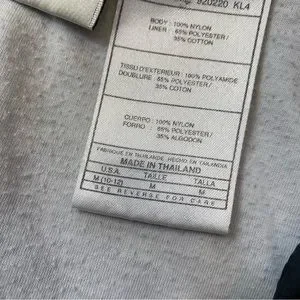 920220 KL4
BODY : 100% NYLON
LINER : 65% POLYESTER/
35% COTTON
TISSU D'EXTERIEUR : 100% POLYAMIDE
DOUBLURE : 65% POLYESTER/
35% COTON
CUERPO : 100% NYLON
FORRO : 65% POLYESTER/
35% ALGODON
FABRIQUE EN THAILANDE, HECHO EN TAILANDIA
MADE IN THAILAND
U.S.A. TAILLE TALLA
M (10-12) M M
SEE REVERSE FOR CARE